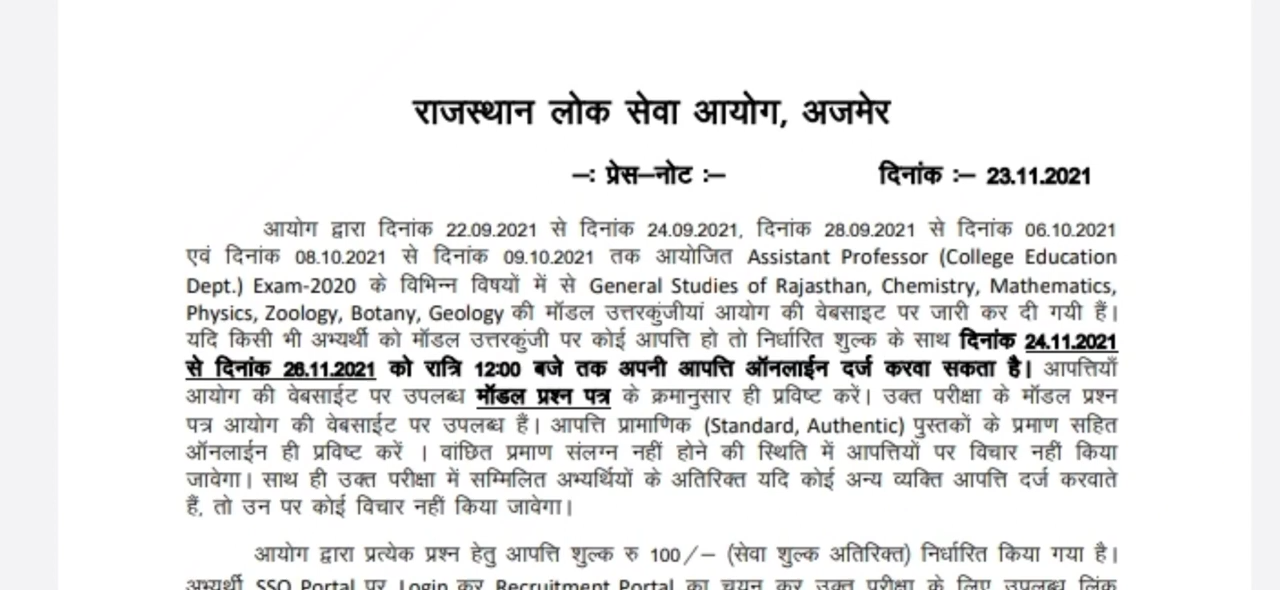 राजस्थान लोक सेवा आयोग, अजमेर
–: प्रेस–नोट :– दिनांक :– 23.11.2021
आयोग द्वारा दिनांक 22.09.2021 से दिनांक 24.09.2021, दिनांक 28.09.2021 से दिनांक 06.10.2021
एवं दिनांक 08.10.2021 से दिनांक 09.10.2021 तक आयोजित Assistant Professor (College Education
Dept.) Exam-2020 के विभिन्न विषयों में से General Studies of Rajasthan, Chemistry, Mathematics,
Physics, Zoology, Botany, Geology की मॉडल उत्तरकुंजीयां आयोग की वेबसाइट पर जारी कर दी गयी हैं।
यदि किसी भी अभ्यर्थी को मॉडल उत्तरकुंजी पर कोई आपत्ति हो तो निर्धारित शुल्क के साथ दिनांक 24.11.2021
से दिनांक 26.11.2021 को रात्रि 12:00 बजे तक अपनी आपत्ति ऑनलाईन दर्ज करवा सकता है। आपत्तियाँ
आयोग की वेबसाईट पर उपलब्ध मॉडल प्रश्न पत्र के क्रमानुसार ही प्रविष्ट करें। उक्त परीक्षा के मॉडल प्रश्न
पत्र आयोग की वेबसाईट पर उपलब्ध हैं। आपत्ति प्रामाणिक (Standard, Authentic) पुस्तकों के प्रमाण सहित
ऑनलाईन ही प्रविष्ट करें । वांछित प्रमाण संलग्न नहीं होने की स्थिति में आपत्तियों पर विचार नहीं किया
जावेगा। साथ ही उक्त परीक्षा में सम्मिलित अभ्यर्थियों के अतिरिक्त यदि कोई अन्य व्यक्ति आपत्ति दर्ज करवाते
हैं, तो उन पर कोई विचार नहीं किया जावेगा।
आयोग द्वारा प्रत्येक प्रश्न हेतु आपत्ति शुल्क रु 100/– (सेवा शुल्क अतिरिक्त) निर्धारित किया गया है।
अभ्यर्थी SSO Portal पर Login कर Recruitment Portal का चयन कर उक्त परीक्षा के लिए उपलब्ध लिंक